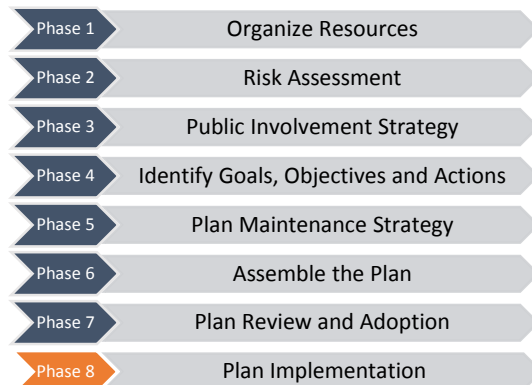 Phase 1 Organize Resources
Phase 2 Risk Assessment
Phase 3 Public Involvement Strategy
Phase 4 Identify Goals, Objectives and Actions
Phase 5 Plan Maintenance Strategy
Phase 6 Assemble the Plan
Phase 7 Plan Review and Adoption
Phase 8 Plan Implementation